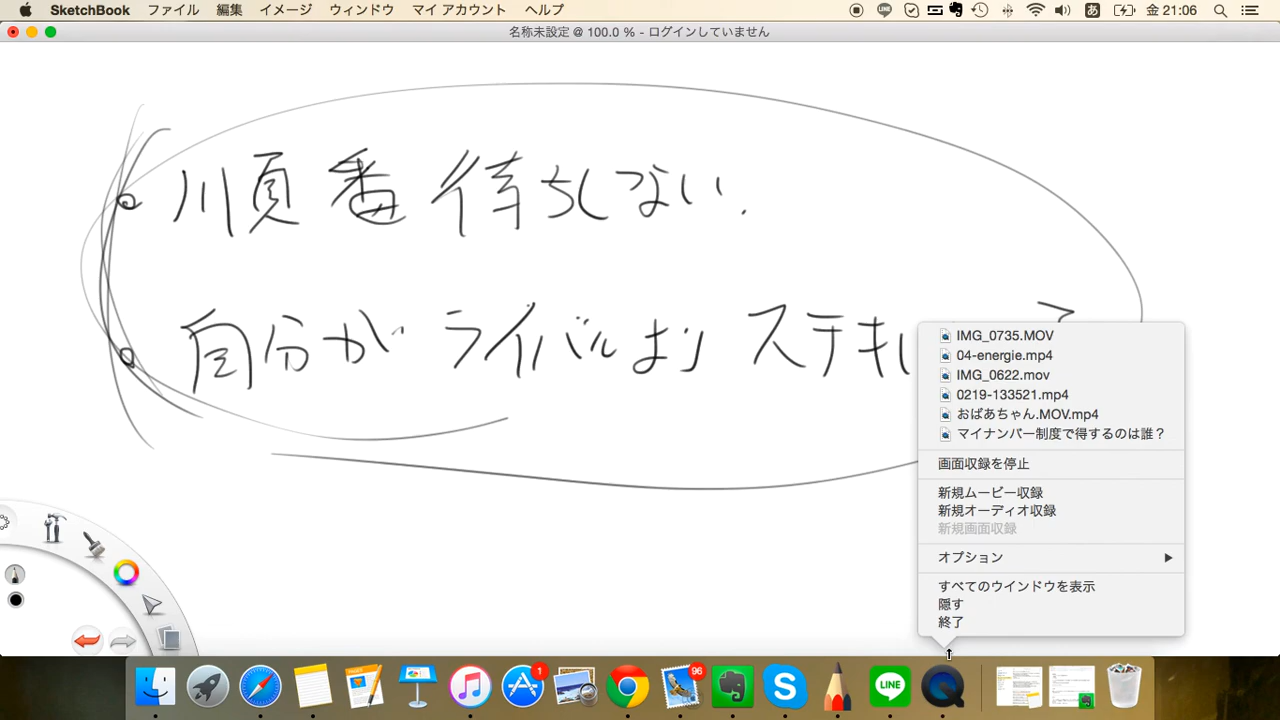 SketchBook ファイル 編集 イメージ ウィンドウ マイ アカウント ヘルプ
LINE あ 金 21:06
名称未設定 @ 100.0 % - ログインしていません
順番待ちしない.
自分がライバルより ステキに
IMG_0735.MOV
04-energie.mp4
IMG_0622.mov
0219-133521.mp4
おばあちゃん.MOV.mp4
マイナンバー制度で得するのは誰？
画面収録を停止
新規ムービー収録
新規オーディオ収録
新規画面収録
オプション
すべてのウインドウを表示
隠す
終了
1
96
LINE